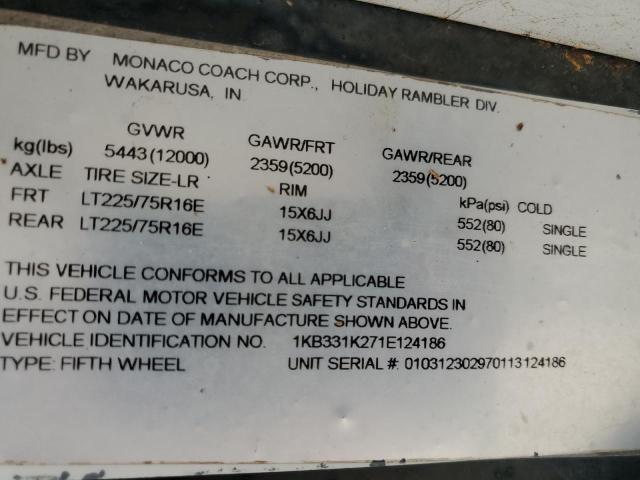 MFD BY MONACO COACH CORP., HOLIDAY RAMBLER DIV.
WAKARUSA, IN
GVWR GAWR/FRT GAWR/REAR
kg(lbs) 5443(12000) 2359(5200) 2359(5200)
AXLE TIRE SIZE-LR RIM kPa(psi) COLD
FRT LT225/75R16E 15X6JJ 552(80) SINGLE
REAR LT225/75R16E 15X6JJ 552(80) SINGLE
THIS VEHICLE CONFORMS TO ALL APPLICABLE
U.S. FEDERAL MOTOR VEHICLE SAFETY STANDARDS IN
EFFECT ON DATE OF MANUFACTURE SHOWN ABOVE.
VEHICLE IDENTIFICATION NO. 1KB331K271E124186
TYPE: FIFTH WHEEL UNIT SERIAL #: 010312302970113124186